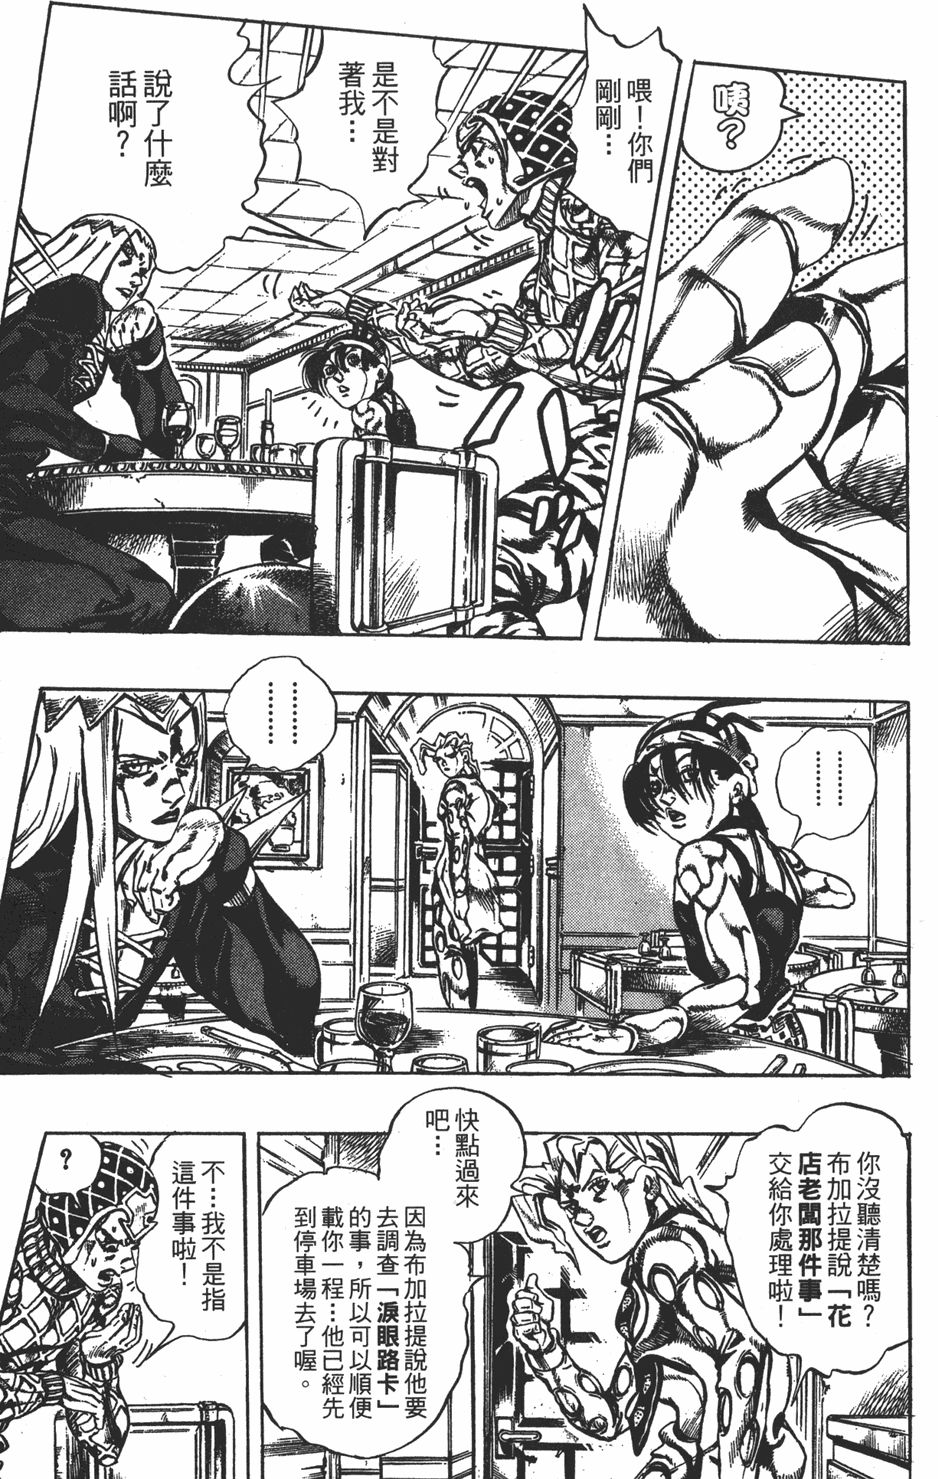 咦？
喂！你們
剛剛…
是不是對
著我…
說了什麼
話啊？
………
………
………
………
你沒聽清楚嗎？
布加拉提說「花
店老闆那件事」
交給你處理啦！
快點過來
吧…
因為布加拉提說他要
去調查「淚眼路卡」
的事，所以可以順便
載你一程…他已經先
到停車場去了喔。
不…我不是指
這件事啦！
？